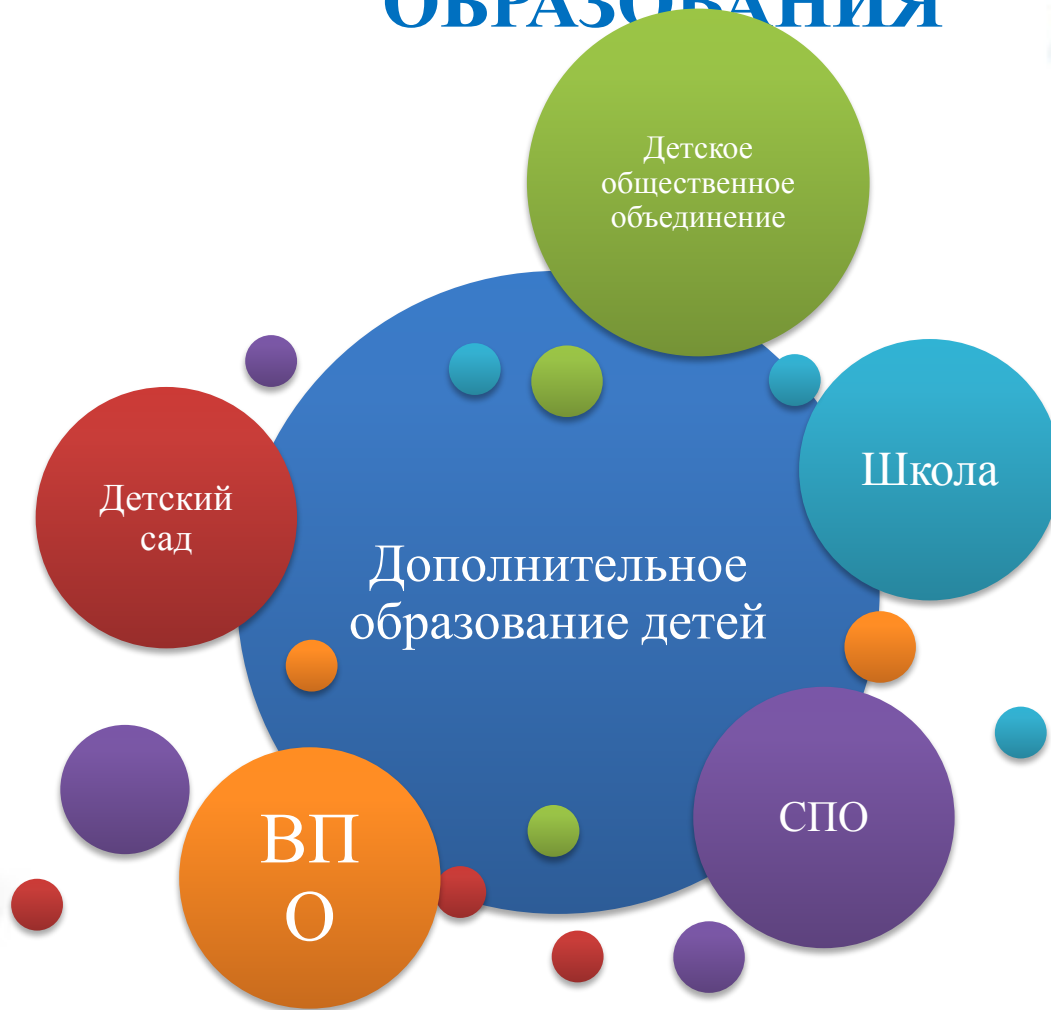 ОБРАЗОВАНИЯ
Детское
общественное
объединение
Школа
Детский
сад
Дополнительное
образование детей
СПО
ВП
О